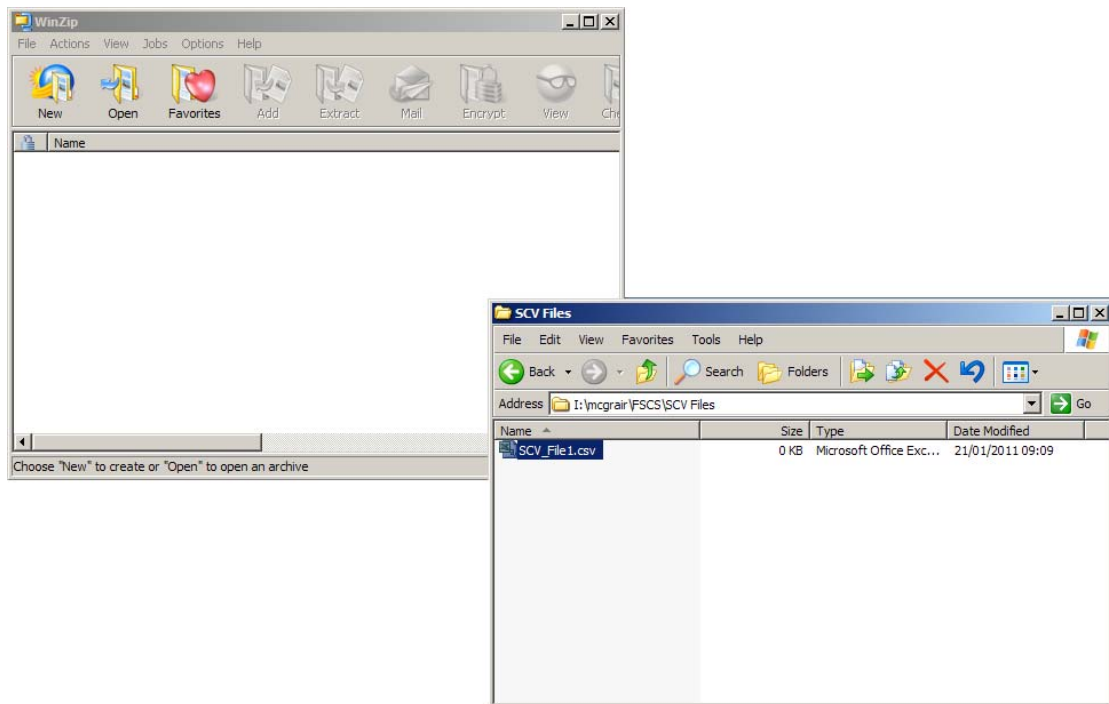 WinZip
File Actions View Jobs Options Help
New Open Favorites Add Extract Mail Encrypt View
Name
Choose "New" to create or "Open" to open an archive
SCV Files
File Edit View Favorites Tools Help
Back Search Folders
Address I:\mcgrair\FSCS\SCV Files Go
Name Size Type Date Modified
SCV_File1.csv 0 KB Microsoft Office Exc... 21/01/2011 09:09